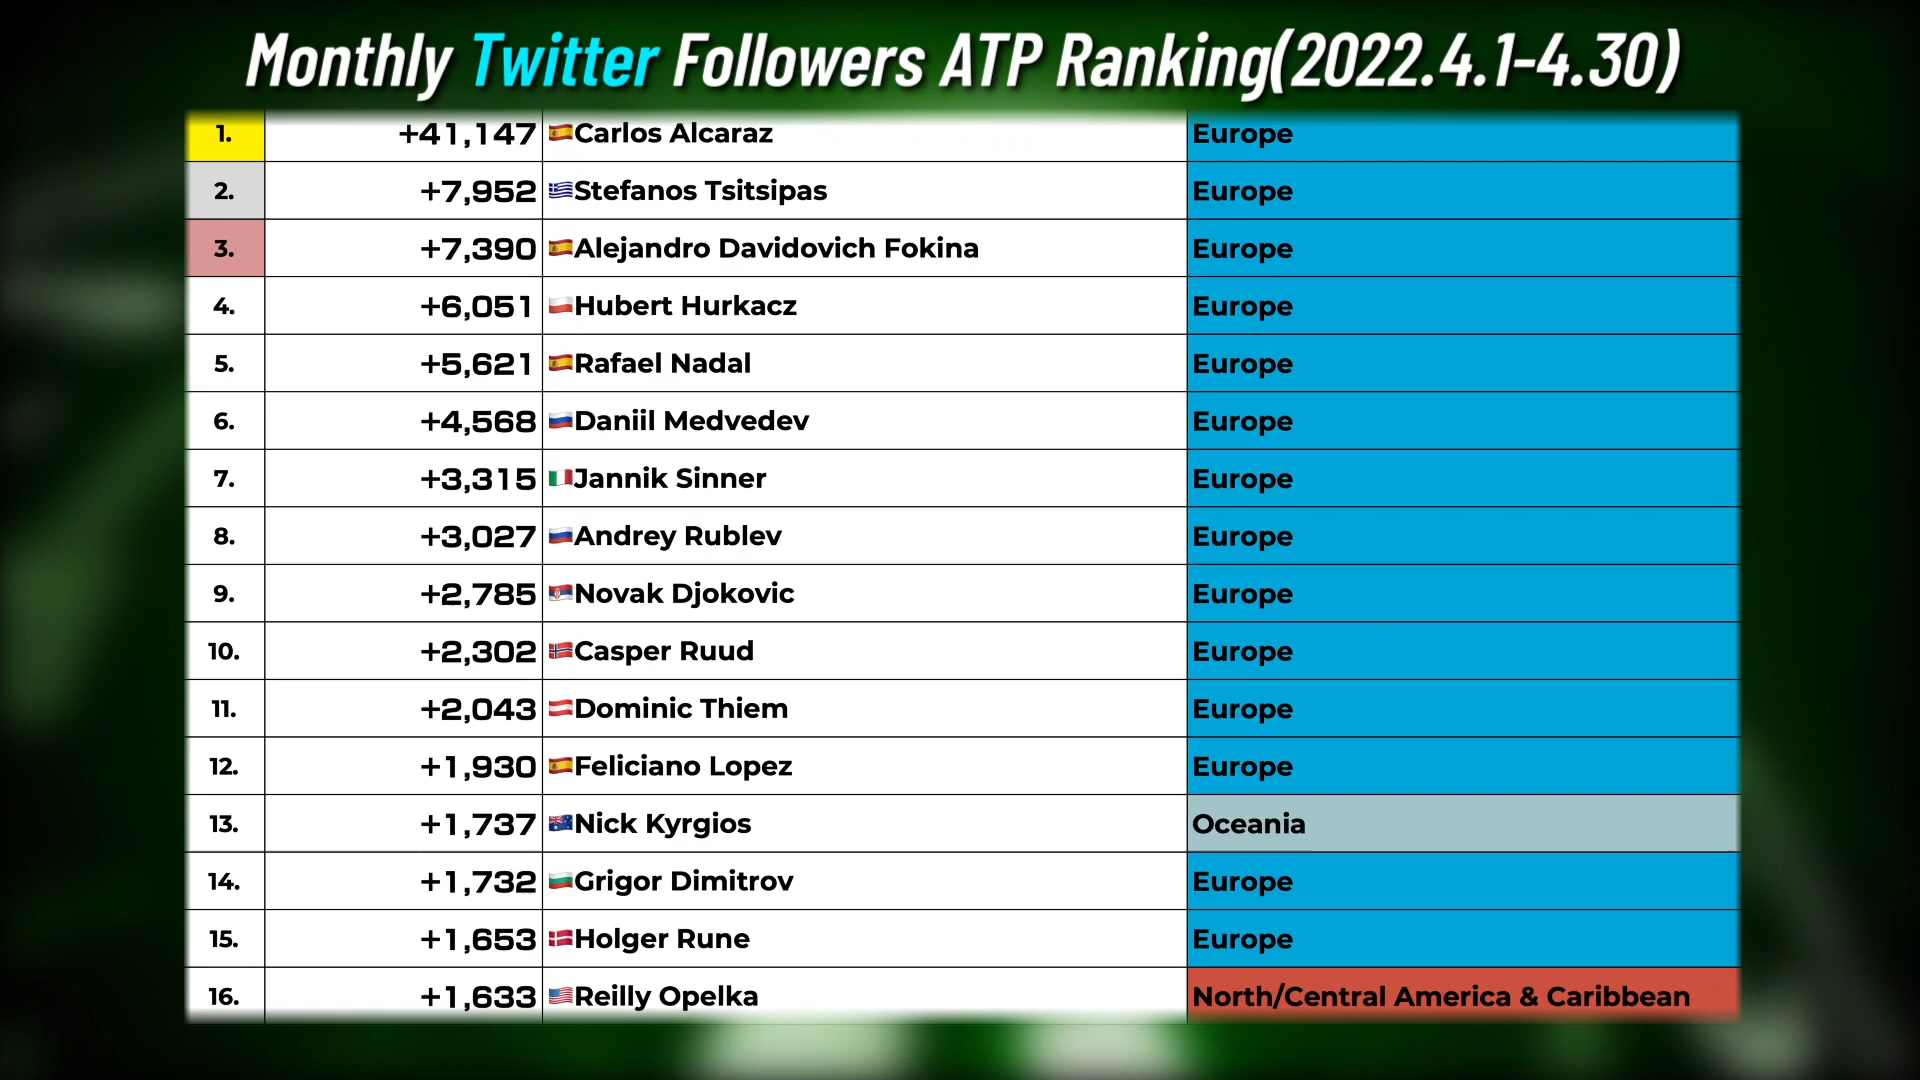 Monthly Twitter Followers ATP Ranking(2022.4.1-4.30)
1. +41,147 Carlos Alcaraz Europe
2. +7,952 Stefanos Tsitsipas Europe
3. +7,390 Alejandro Davidovich Fokina Europe
4. +6,051 Hubert Hurkacz Europe
5. +5,621 Rafael Nadal Europe
6. +4,568 Daniil Medvedev Europe
7. +3,315 Jannik Sinner Europe
8. +3,027 Andrey Rublev Europe
9. +2,785 Novak Djokovic Europe
10. +2,302 Casper Ruud Europe
11. +2,043 Dominic Thiem Europe
12. +1,930 Feliciano Lopez Europe
13. +1,737 Nick Kyrgios Oceania
14. +1,732 Grigor Dimitrov Europe
15. +1,653 Holger Rune Europe
16. +1,633 Reilly Opelka North/Central America & Caribbean